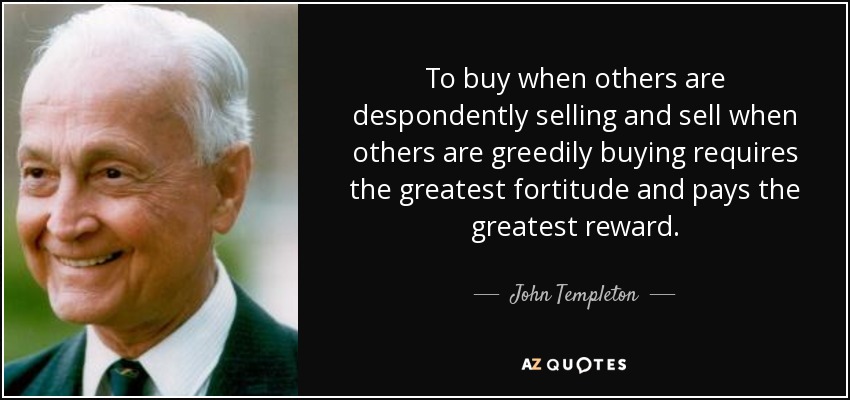 To buy when others are
despondently selling and sell when
others are greedily buying requires
the greatest fortitude and pays the
greatest reward.
John Templeton
AZ QUOTES